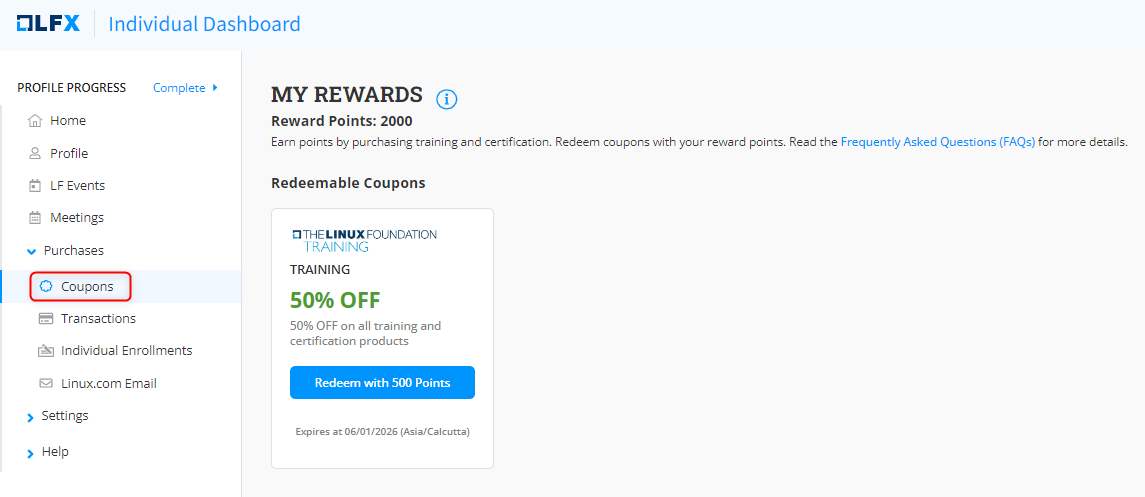 LFX Individual Dashboard
PROFILE PROGRESS Complete
Home
Profile
LF Events
Meetings
Purchases
Coupons
Transactions
Individual Enrollments
Linux.com Email
Settings
Help
MY REWARDS
Reward Points: 2000
Earn points by purchasing training and certification. Redeem coupons with your reward points. Read the Frequently Asked Questions (FAQs) for more details.
Redeemable Coupons
THE LINUX FOUNDATION
TRAINING
TRAINING
50% OFF
50% OFF on all training and
certification products
Redeem with 500 Points
Expires at 06/01/2026 (Asia/Calcutta)